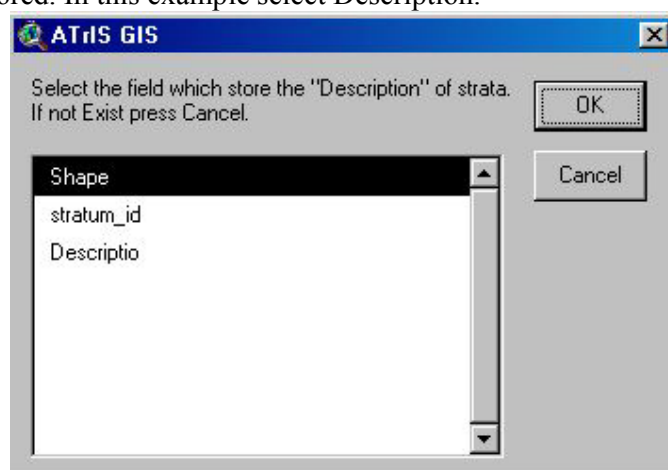 ored. In this example select Description.
ATrIS GIS
Select the field which store the "Description" of strata.
If not Exist press Cancel.
OK
Cancel
Shape
stratum_id
Descriptio